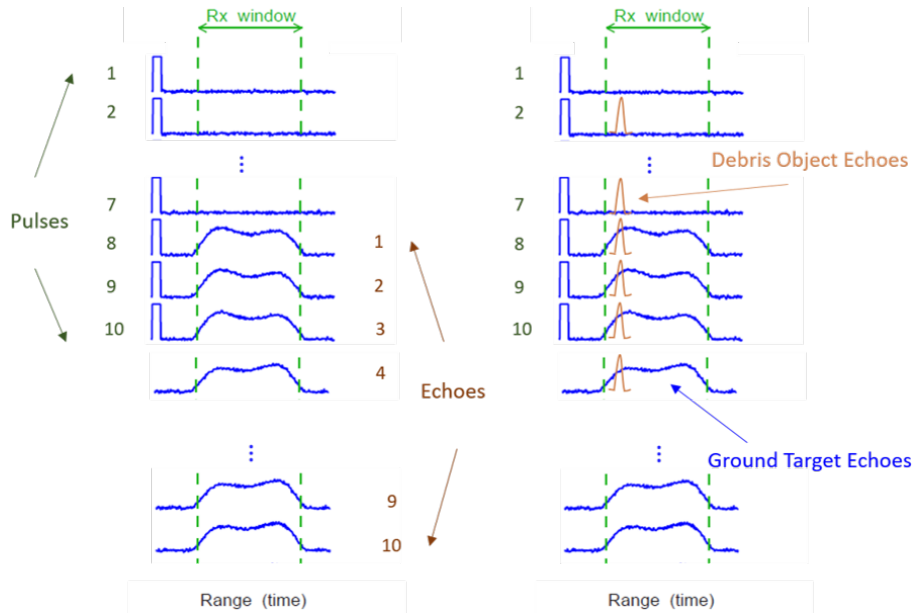 Rx window
1
2
⋮
7
Pulses
8
1
9
2
10
3
4
Echoes
⋮
9
10
Range (time)
Rx window
1
2
⋮
Debris Object Echoes
7
8
9
10
Ground Target Echoes
⋮
Range (time)